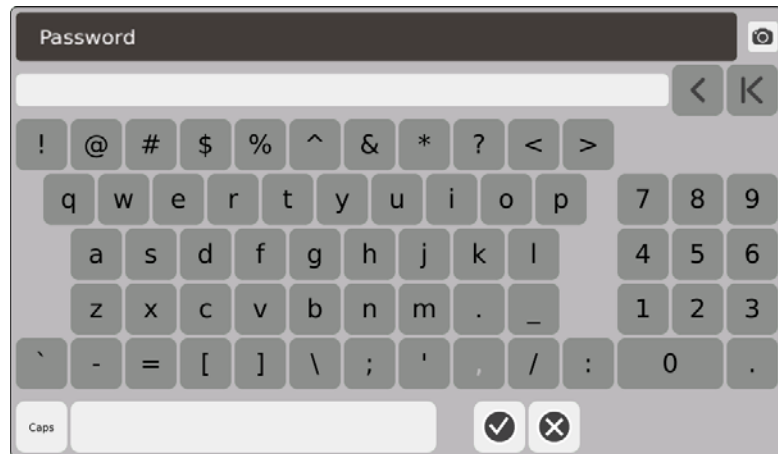 Password
! @ # $ % ^ & * ? < >
q w e r t y u i o p 7 8 9
a s d f g h j k l 4 5 6
z x c v b n m . _ 1 2 3
` - = [ ] \ ; ' , / : 0 .
Caps